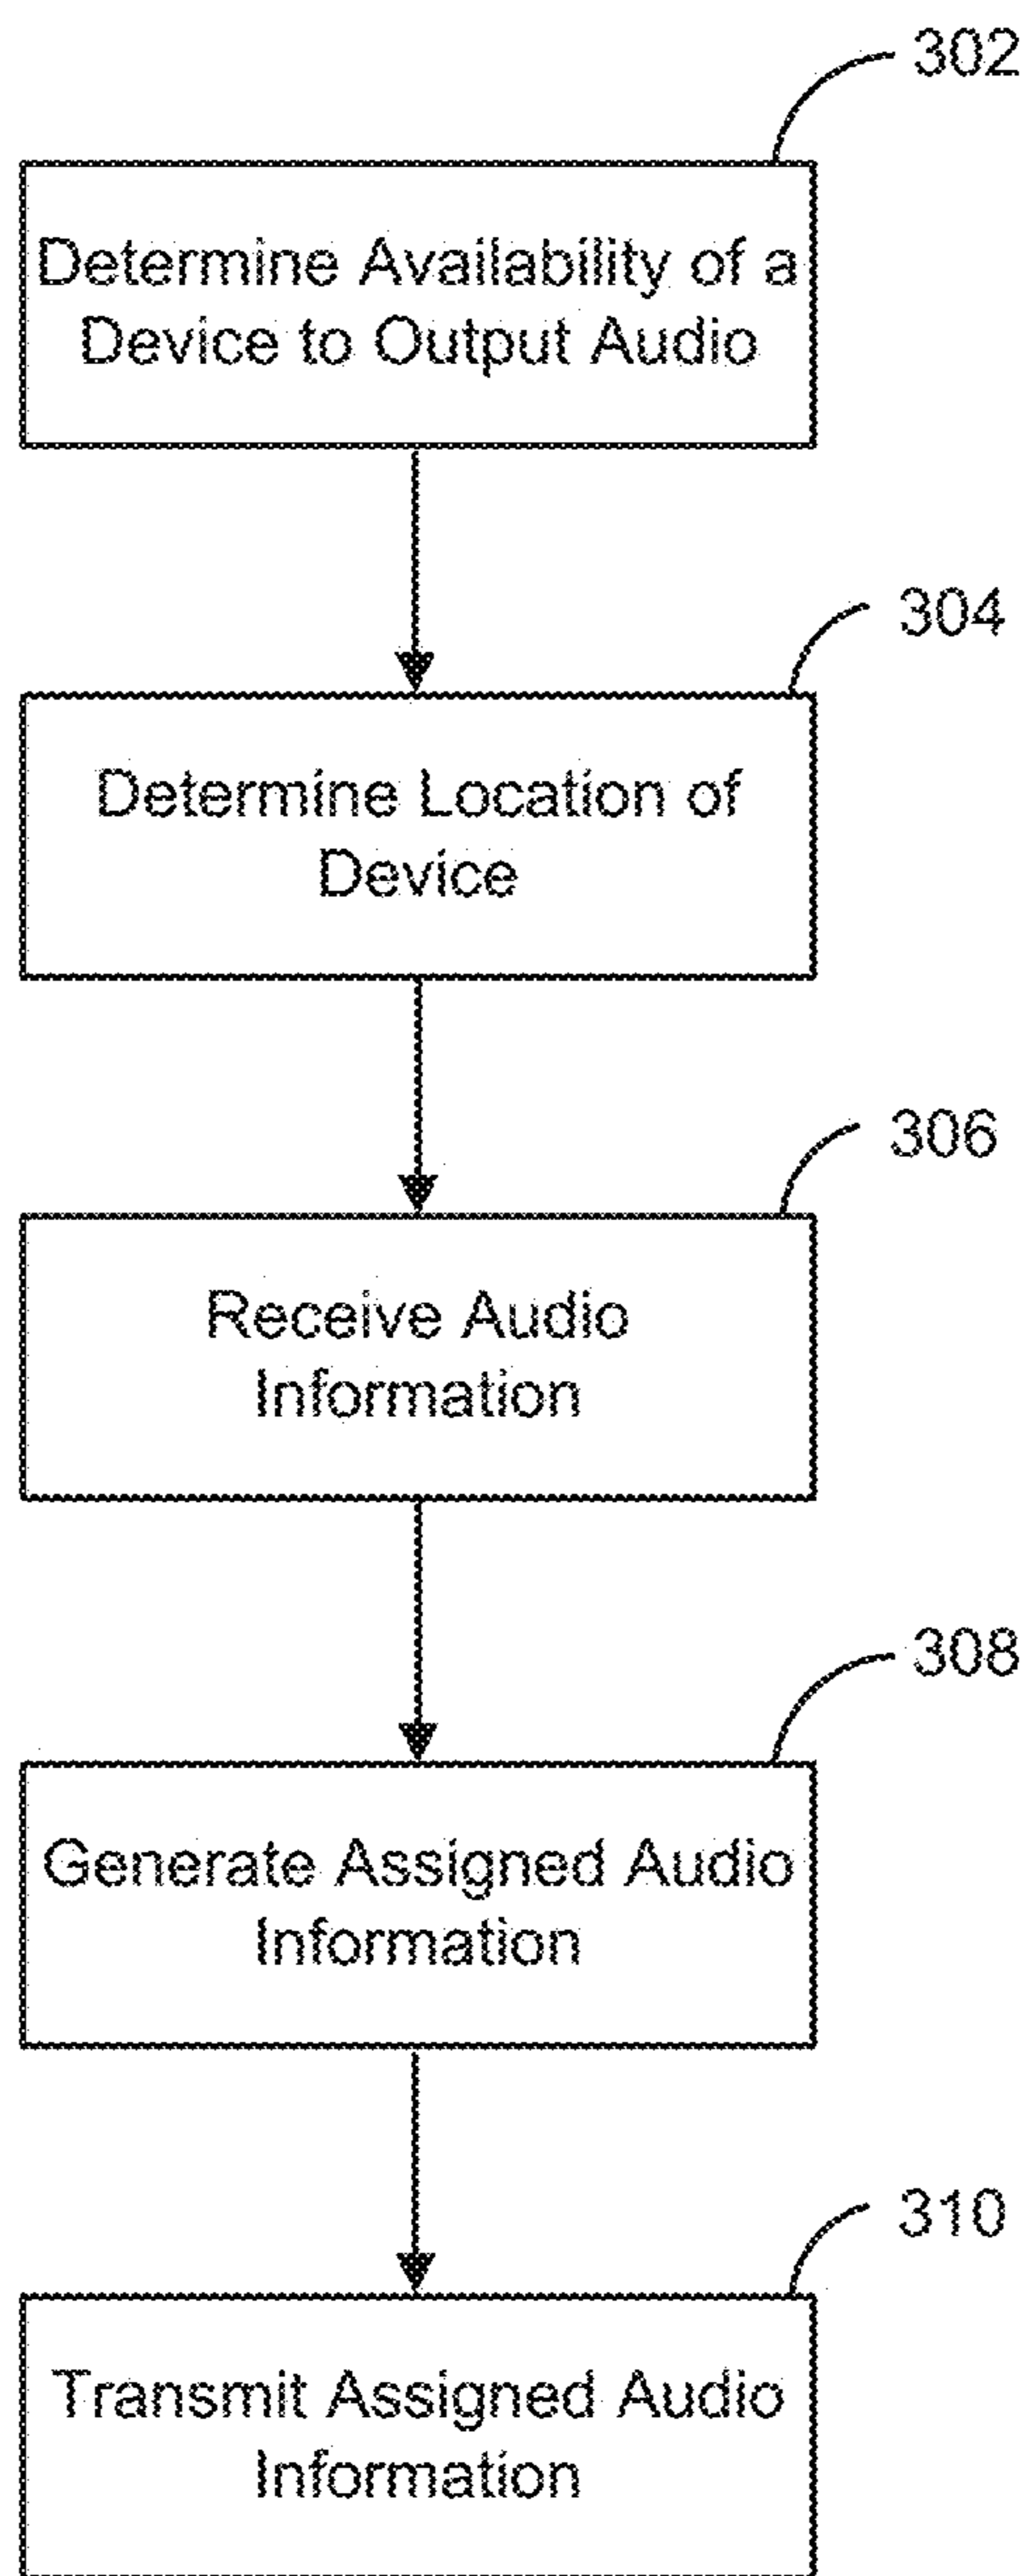 302
Determine Availability of a
Device to Output Audio
304
Determine Location of
Device
306
Receive Audio
Information
308
Generate Assigned Audio
Information
310
Transmit Assigned Audio
Information